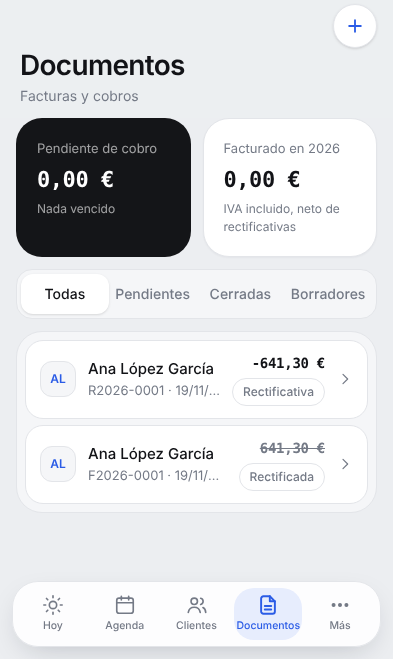 Documentos
Facturas y cobros
Pendiente de cobro
0,00 €
Nada vencido
Facturado en 2026
0,00 €
IVA incluido, neto de
rectificativas
Todas Pendientes Cerradas Borradores
AL
Ana López García
R2026-0001 · 19/11/...
-641,30 €
Rectificativa
AL
Ana López García
F2026-0001 · 19/11/...
641,30 €
Rectificada
Hoy Agenda Clientes Documentos Más